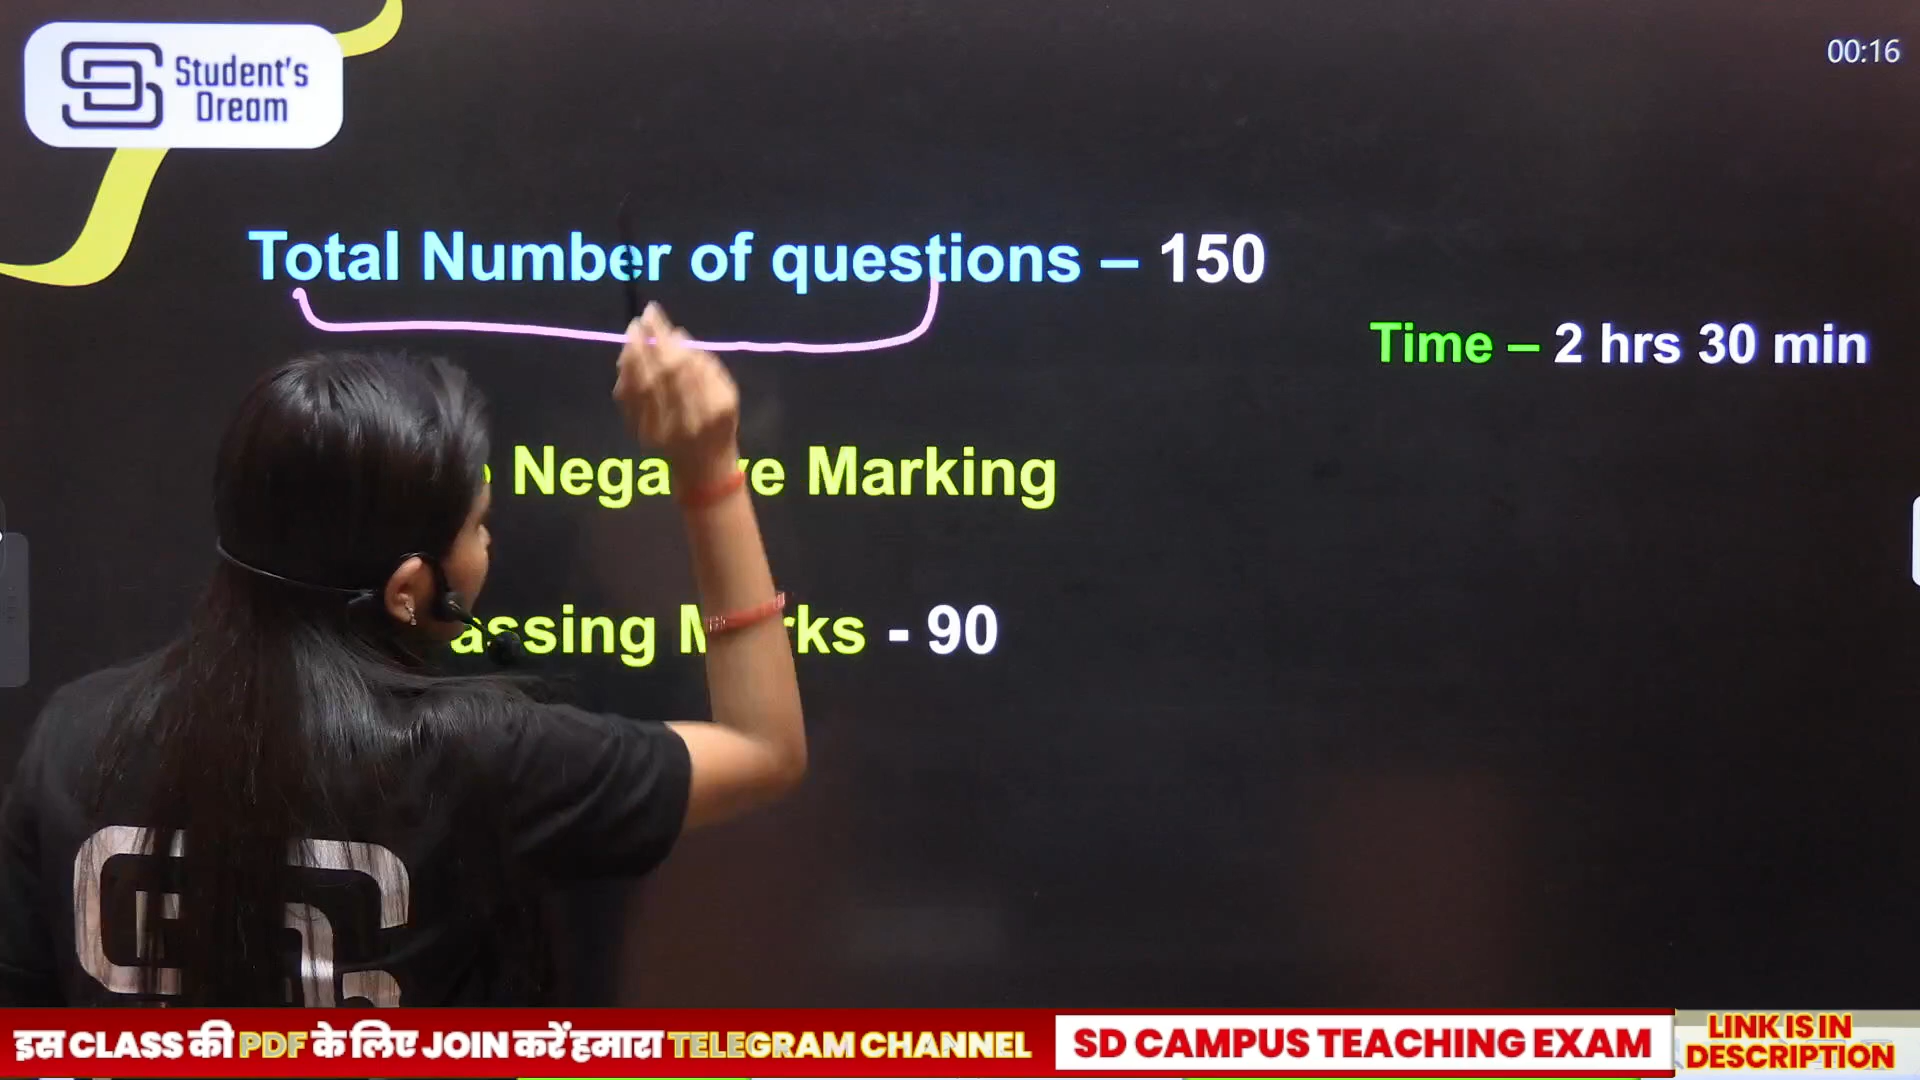 Student's
Dream
00:16
Total Number of questions – 150
Time – 2 hrs 30 min
Marking
- 90
इस CLASS की PDF के लिए JOIN करें हमारा TELEGRAM CHANNEL
SD CAMPUS TEACHING EXAM
LINK IS IN
DESCRIPTION